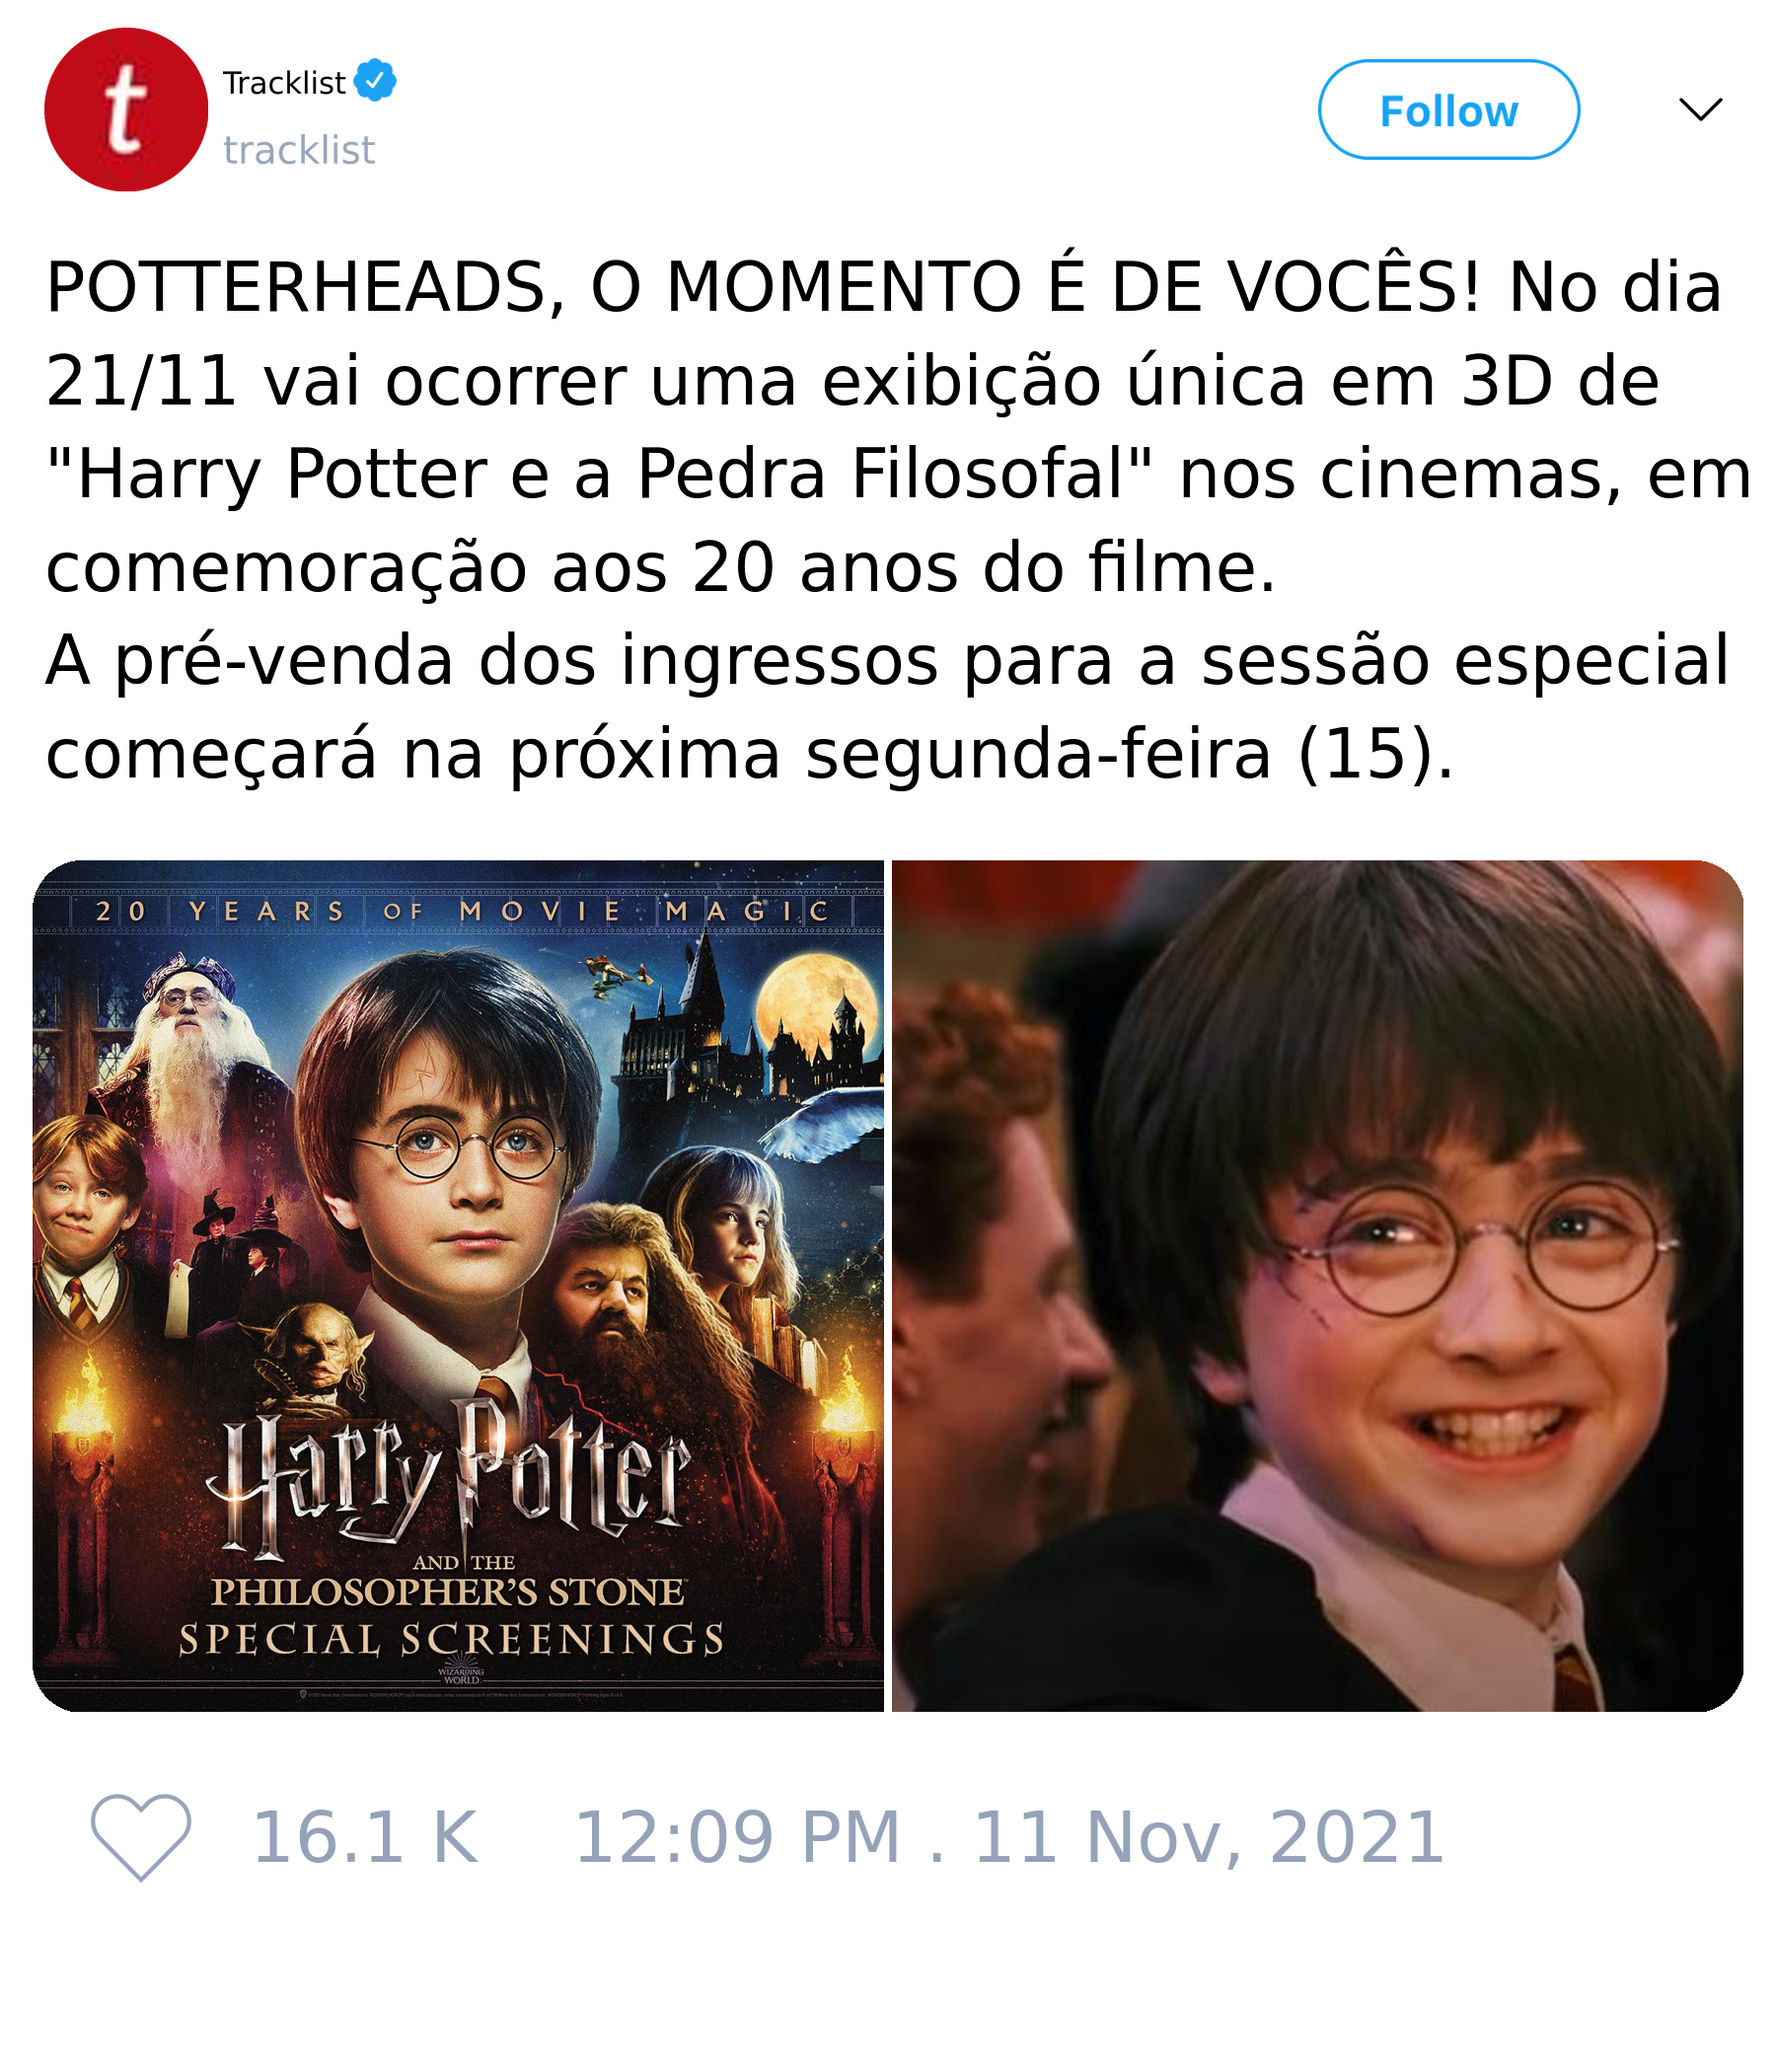 t
Tracklist
tracklist
Follow
POTTERHEADS, O MOMENTO É DE VOCÊS! No dia
21/11 vai ocorrer uma exibição única em 3D de
"Harry Potter e a Pedra Filosofal" nos cinemas, em
comemoração aos 20 anos do filme.
A pré-venda dos ingressos para a sessão especial
começará na próxima segunda-feira (15).
20 YEARS OF MOVIE MAGIC
Harry Potter
AND THE
PHILOSOPHER'S STONE
SPECIAL SCREENINGS
WIZARDING
WORLD
16.1 K 12:09 PM . 11 Nov, 2021